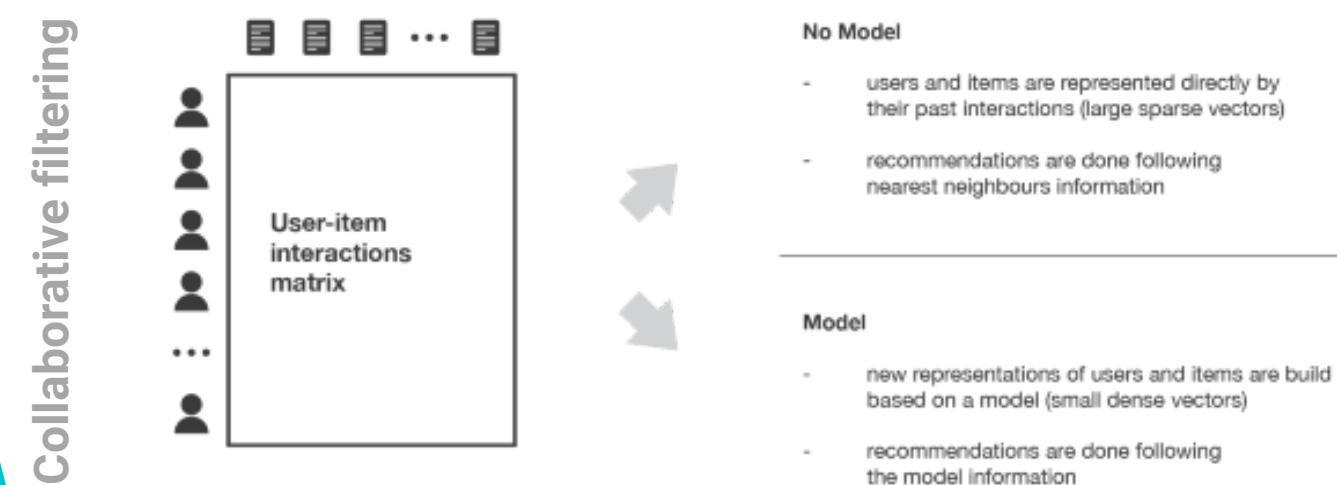 Collaborative filtering
User-item
interactions
matrix
No Model
- users and items are represented directly by
their past interactions (large sparse vectors)
- recommendations are done following
nearest neighbours information
Model
- new representations of users and items are build
based on a model (small dense vectors)
- recommendations are done following
the model information